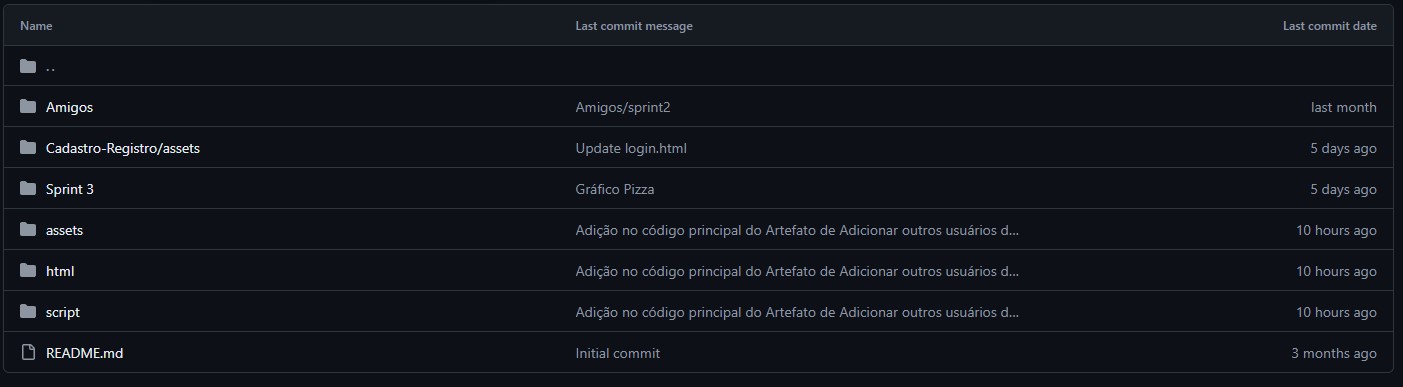 Name Last commit message Last commit date
..
Amigos Amigos/sprint2 last month
Cadastro-Registro/assets Update login.html 5 days ago
Sprint 3 Gráfico Pizza 5 days ago
assets Adição no código principal do Artefato de Adicionar outros usuários d... 10 hours ago
html Adição no código principal do Artefato de Adicionar outros usuários d... 10 hours ago
script Adição no código principal do Artefato de Adicionar outros usuários d... 10 hours ago
README.md Initial commit 3 months ago